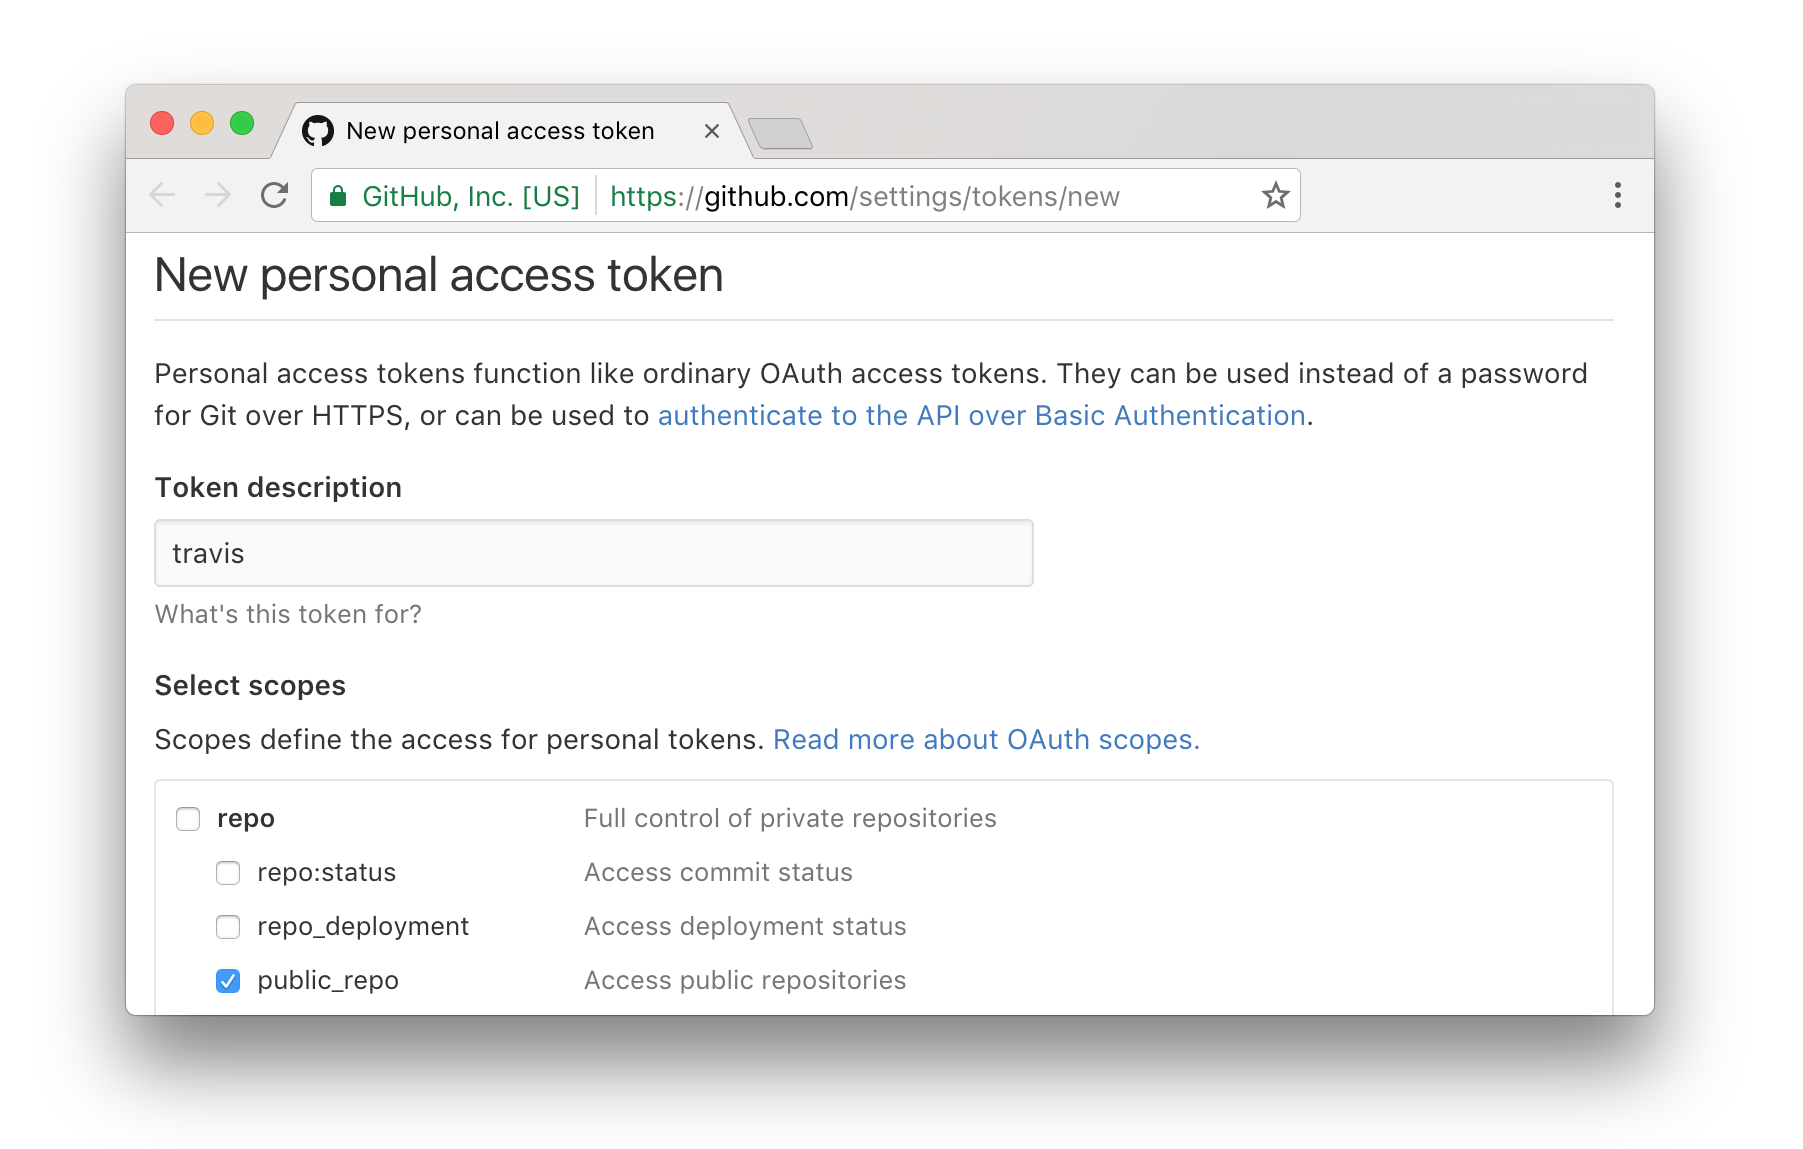 New personal access token
GitHub, Inc. [US] https://github.com/settings/tokens/new
New personal access token
Personal access tokens function like ordinary OAuth access tokens. They can be used instead of a password
for Git over HTTPS, or can be used to authenticate to the API over Basic Authentication.
Token description
travis
What's this token for?
Select scopes
Scopes define the access for personal tokens. Read more about OAuth scopes.
repo Full control of private repositories
repo:status Access commit status
repo_deployment Access deployment status
public_repo Access public repositories